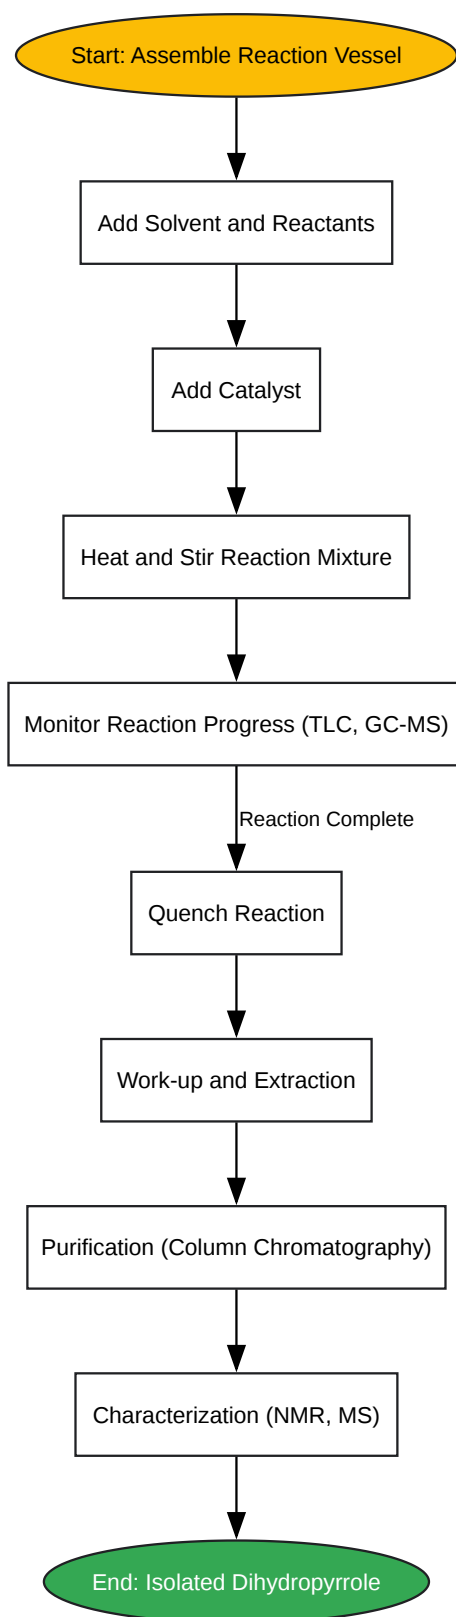 Start: Assemble Reaction Vessel
Add Solvent and Reactants
Add Catalyst
Heat and Stir Reaction Mixture
Monitor Reaction Progress (TLC, GC-MS)
Reaction Complete
Quench Reaction
Work-up and Extraction
Purification (Column Chromatography)
Characterization (NMR, MS)
End: Isolated Dihydropyrrole